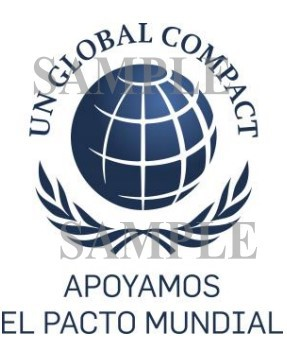 UN GLOBAL COMPACT
SAMPLE
SAMPLE
APOYAMOS
EL PACTO MUNDIAL